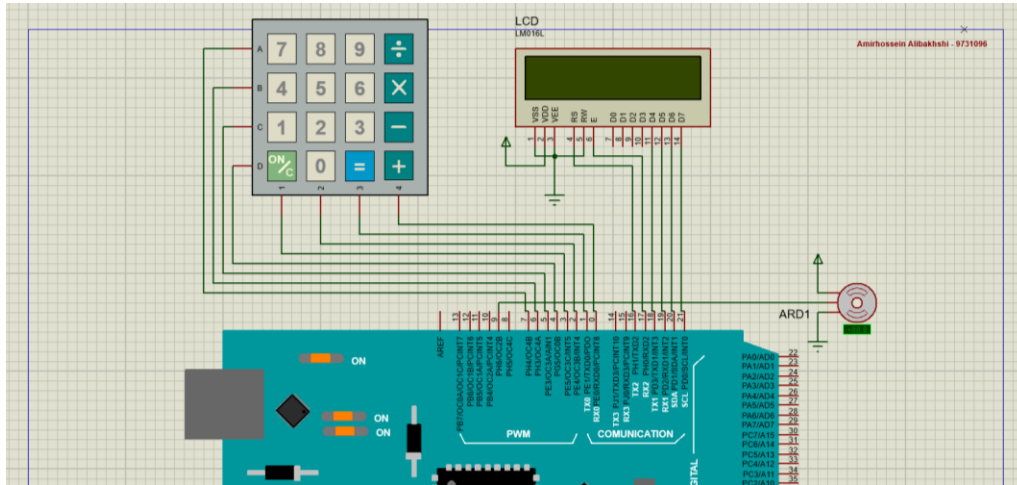 LCD
LM016L
Amirhossein Alibakhshi - 9731096
A 7 8 9 ÷
B 4 5 6 ×
C 1 2 3 −
D ON/C 0 = +
1 2 3 4
VSS VDD VEE RS RW E D0 D1 D2 D3 D4 D5 D6 D7
1 2 3 4 5 6 7 8 9 10 11 12 13 14
ARD1
AREF 13 12 11 10 9 8 7 6 5 4 3 2 1 0 14 15 16 17 18 19 20 21
PB7/OC0A/OC1C/PCINT7
PB6/OC1B/PCINT6
PB5/OC1A/PCINT5
PB4/OC2A/PCINT4
PH6/OC2B
PH5/OC4C
PH4/OC4B
PH3/OC4A
PE3/OC3A/AIN1
PG5/OC0B
PE5/OC3C/INT5
PE4/OC3B/INT4
TX0 PE1/TXD0/PDO
RX0 PE0/RXD0/PCINT8
TX3 PJ1/TXD3/PCINT10
RX3 PJ0/RXD3/PCINT9
TX2 PH1/TXD2
RX2 PH0/RXD2
TX1 PD3/TXD1/INT3
RX1 PD2/RXD1/INT2
SDA PD1/SDA/INT1
SCL PD0/SCL/INT0
PWM
COMUNICATION
ON
ON
ON
PA0/AD0 22
PA1/AD1 23
PA2/AD2 24
PA3/AD3 25
PA4/AD4 26
PA5/AD5 27
PA6/AD6 28
PA7/AD7 29
PC7/A15 30
PC6/A14 31
PC5/A13 32
PC4/A12 33
PC3/A11 34
PC2/A10 35